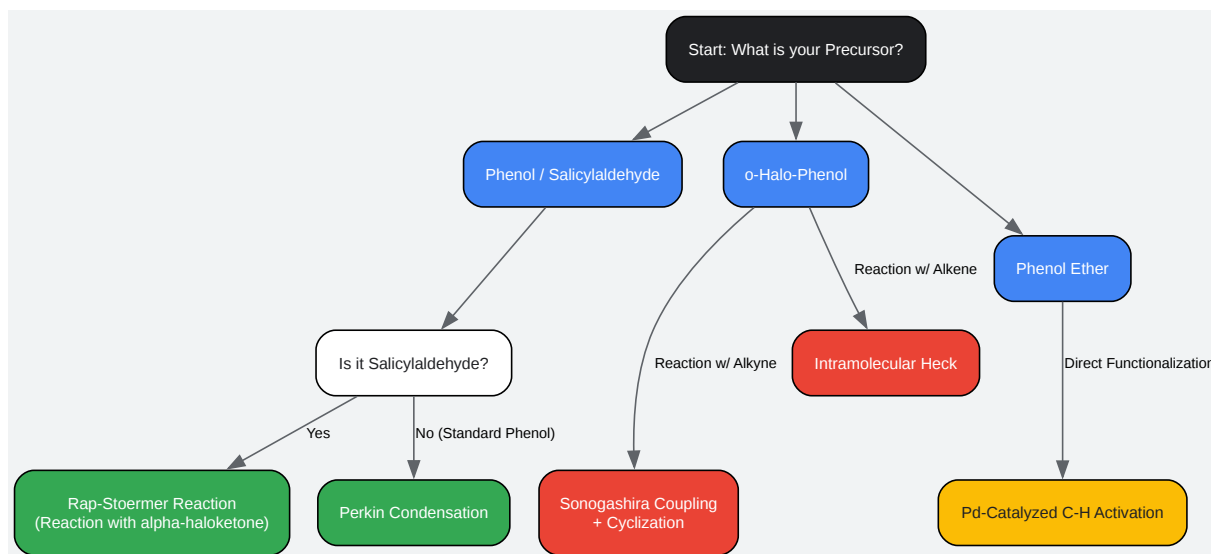 Start: What is your Precursor?
Phenol / Salicylaldehyde
o-Halo-Phenol
Phenol Ether
Reaction w/ Alkene
Is it Salicylaldehyde?
Reaction w/ Alkyne
Intramolecular Heck
Direct Functionalization
Yes
No (Standard Phenol)
Rap-Stoermer Reaction
(Reaction with alpha-haloketone)
Perkin Condensation
Sonogashira Coupling
+ Cyclization
Pd-Catalyzed C-H Activation